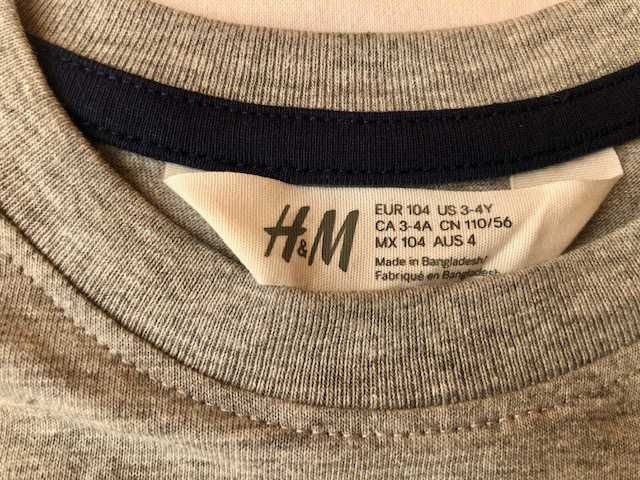 H&M
EUR 104 US 3-4Y
CA 3-4A CN 110/56
MX 104 AUS 4
Made in Bangladesh/
Fabriqué en Bangladesh